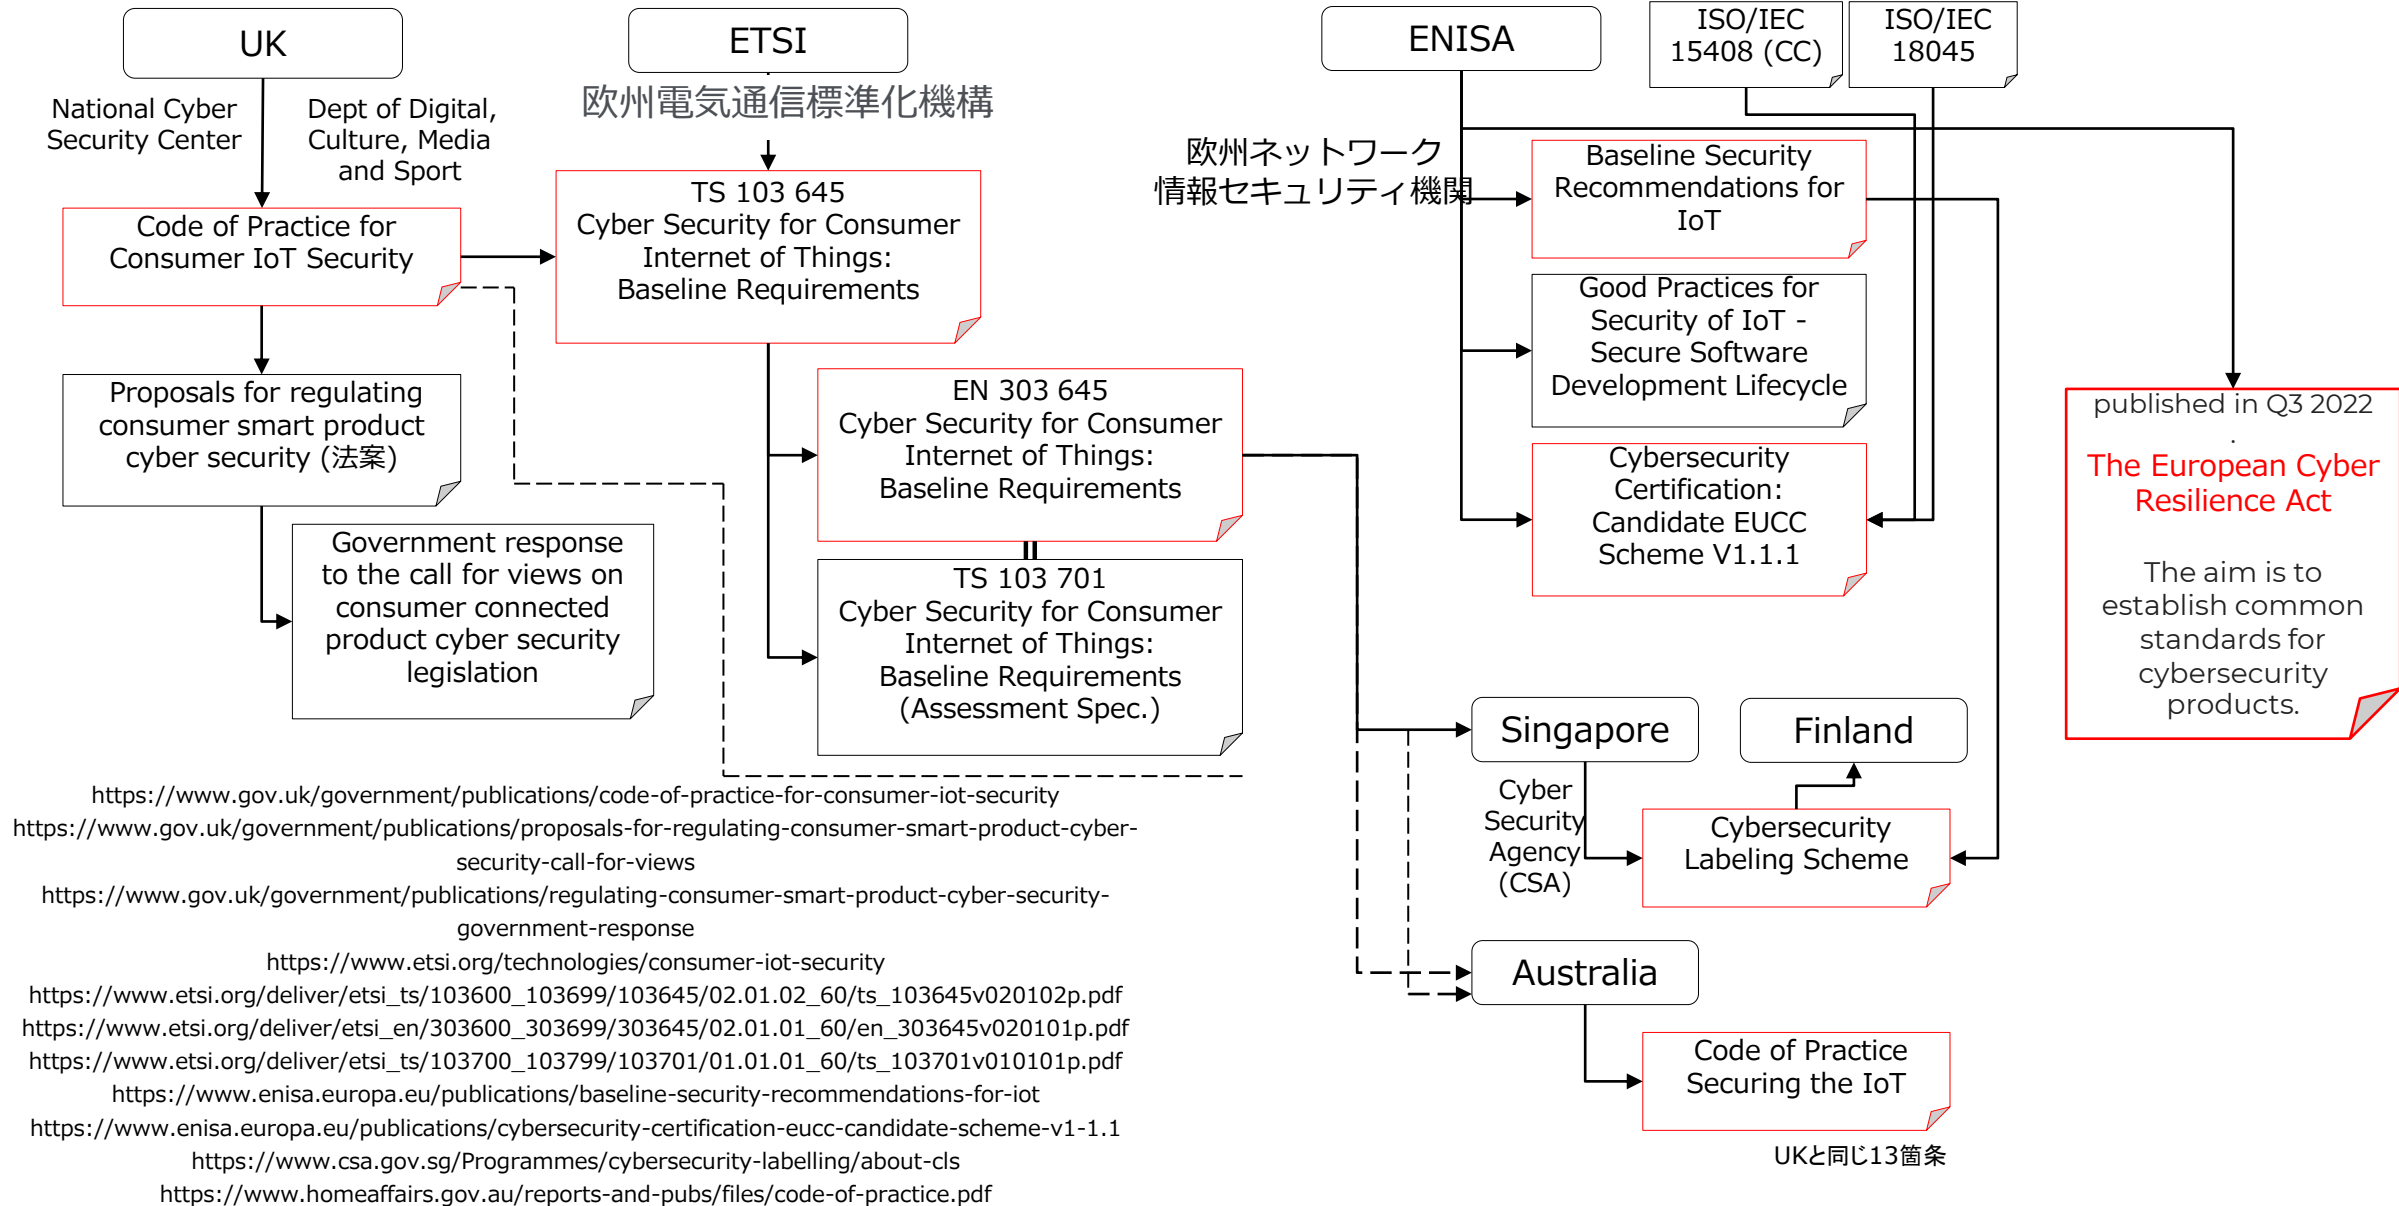 UK
National Cyber
Security Center
Dept of Digital,
Culture, Media
and Sport
Code of Practice for
Consumer IoT Security
Proposals for regulating
consumer smart product
cyber security (法案)
Government response
to the call for views on
consumer connected
product cyber security
legislation
ETSI
欧州電気通信標準化機構
TS 103 645
Cyber Security for Consumer
Internet of Things:
Baseline Requirements
EN 303 645
Cyber Security for Consumer
Internet of Things:
Baseline Requirements
TS 103 701
Cyber Security for Consumer
Internet of Things:
Baseline Requirements
(Assessment Spec.)
ENISA
欧州ネットワーク
情報セキュリティ機関
ISO/IEC
15408 (CC)
ISO/IEC
18045
Baseline Security
Recommendations for
IoT
Good Practices for
Security of IoT -
Secure Software
Development Lifecycle
Cybersecurity
Certification:
Candidate EUCC
Scheme V1.1.1
published in Q3 2022
.
The European Cyber
Resilience Act
The aim is to
establish common
standards for
cybersecurity
products.
Singapore
Finland
Cyber
Security
Agency
(CSA)
Cybersecurity
Labeling Scheme
Australia
Code of Practice
Securing the IoT
UKと同じ13箇条
https://www.gov.uk/government/publications/code-of-practice-for-consumer-iot-security
https://www.gov.uk/government/publications/proposals-for-regulating-consumer-smart-product-cyber-
security-call-for-views
https://www.gov.uk/government/publications/regulating-consumer-smart-product-cyber-security-
government-response
https://www.etsi.org/technologies/consumer-iot-security
https://www.etsi.org/deliver/etsi_ts/103600_103699/103645/02.01.02_60/ts_103645v020102p.pdf
https://www.etsi.org/deliver/etsi_en/303600_303699/303645/02.01.01_60/en_303645v020101p.pdf
https://www.etsi.org/deliver/etsi_ts/103700_103799/103701/01.01.01_60/ts_103701v010101p.pdf
https://www.enisa.europa.eu/publications/baseline-security-recommendations-for-iot
https://www.enisa.europa.eu/publications/cybersecurity-certification-eucc-candidate-scheme-v1-1.1
https://www.csa.gov.sg/Programmes/cybersecurity-labelling/about-cls
https://www.homeaffairs.gov.au/reports-and-pubs/files/code-of-practice.pdf